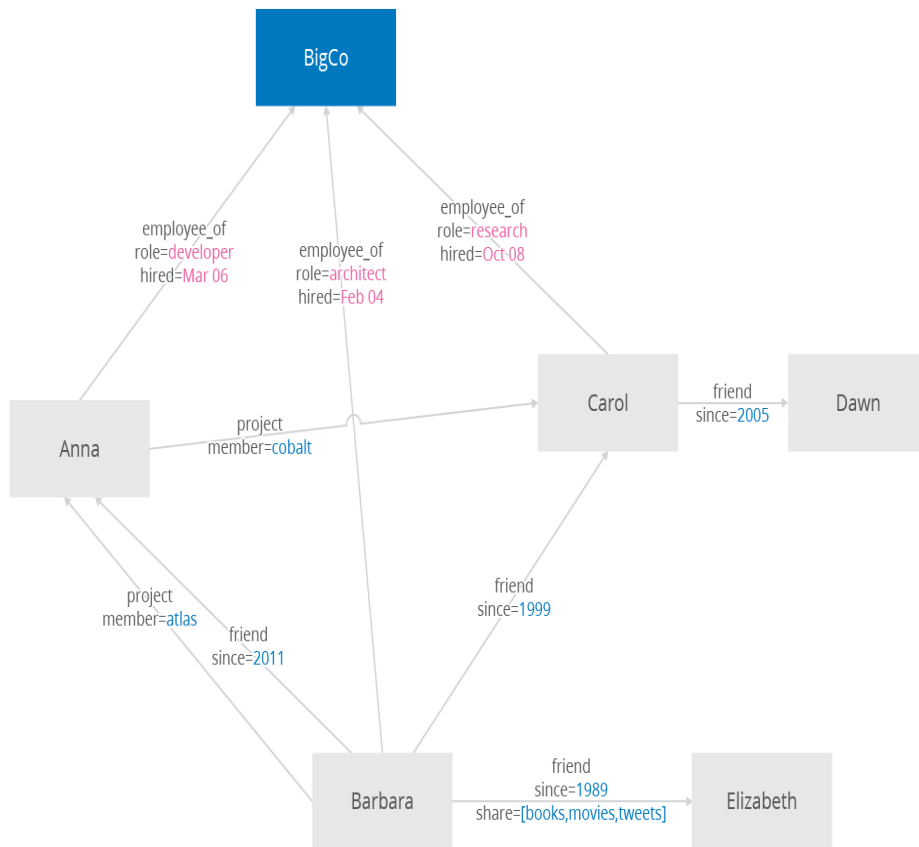 BigCo
employee_of
role=developer
hired=Mar 06
employee_of
role=architect
hired=Feb 04
employee_of
role=research
hired=Oct 08
Anna
project
member=cobalt
Carol
friend
since=2005
Dawn
project
member=atlas
friend
since=2011
friend
since=1999
Barbara
friend
since=1989
share=[books,movies,tweets]
Elizabeth